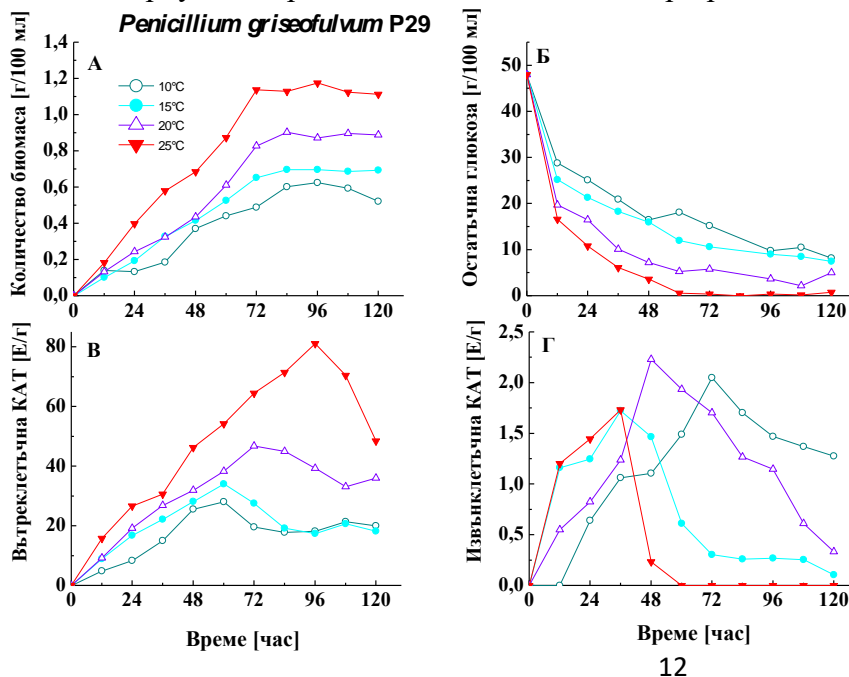 Penicillium griseofulvum P29
А
Количество биомаса [г/100 мл]
1,4
1,2
1,0
0,8
0,6
0,4
0,2
0,0
10°C
15°C
20°C
25°C
0 24 48 72 96 120
Б
Остатъчна глюкоза [г/100 мл]
50
40
30
20
10
0
0 24 48 72 96 120
В
Вътреклетъчна КАТ [Е/г]
80
60
40
20
0
0 24 48 72 96 120
Време [час]
Г
Извънклетъчна КАТ [Е/г]
2,5
2,0
1,5
1,0
0,5
0,0
0 24 48 72 96 120
Време [час]
12